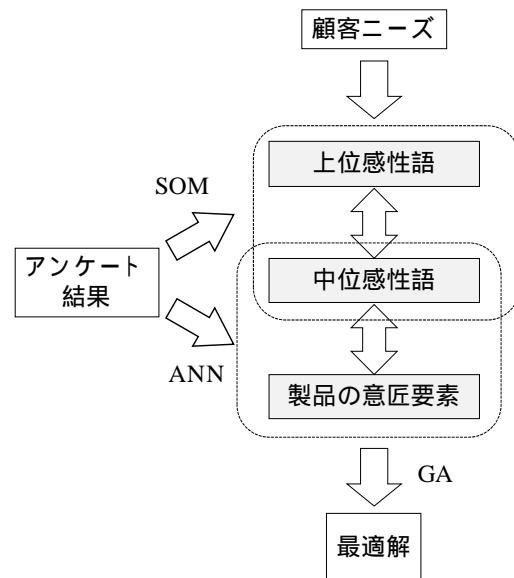 顧客ニーズ
上位感性語
SOM
アンケート
結果
中位感性語
ANN
製品の意匠要素
GA
最適解